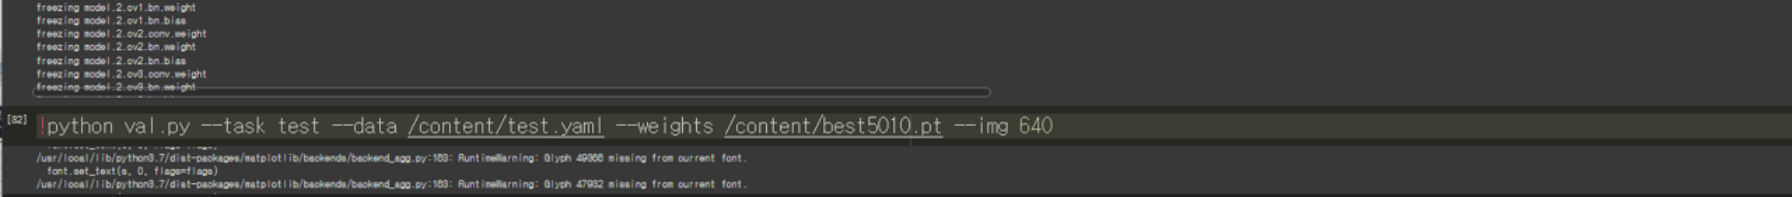 freezing model.2.cv1.bn.weight
freezing model.2.cv1.bn.bias
freezing model.2.cv2.conv.weight
freezing model.2.cv2.bn.weight
freezing model.2.cv2.bn.bias
freezing model.2.cv3.conv.weight
freezing model.2.cv3.bn.weight
[32] !python val.py --task test --data /content/test.yaml --weights /content/best5010.pt --img 640
/usr/local/lib/python3.7/dist-packages/matplotlib/backends/backend_agg.py:183: RuntimeWarning: Glyph 49866 missing from current font.
font.set_text(s, 0, flags=flags)
/usr/local/lib/python3.7/dist-packages/matplotlib/backends/backend_agg.py:183: RuntimeWarning: Glyph 47932 missing from current font.